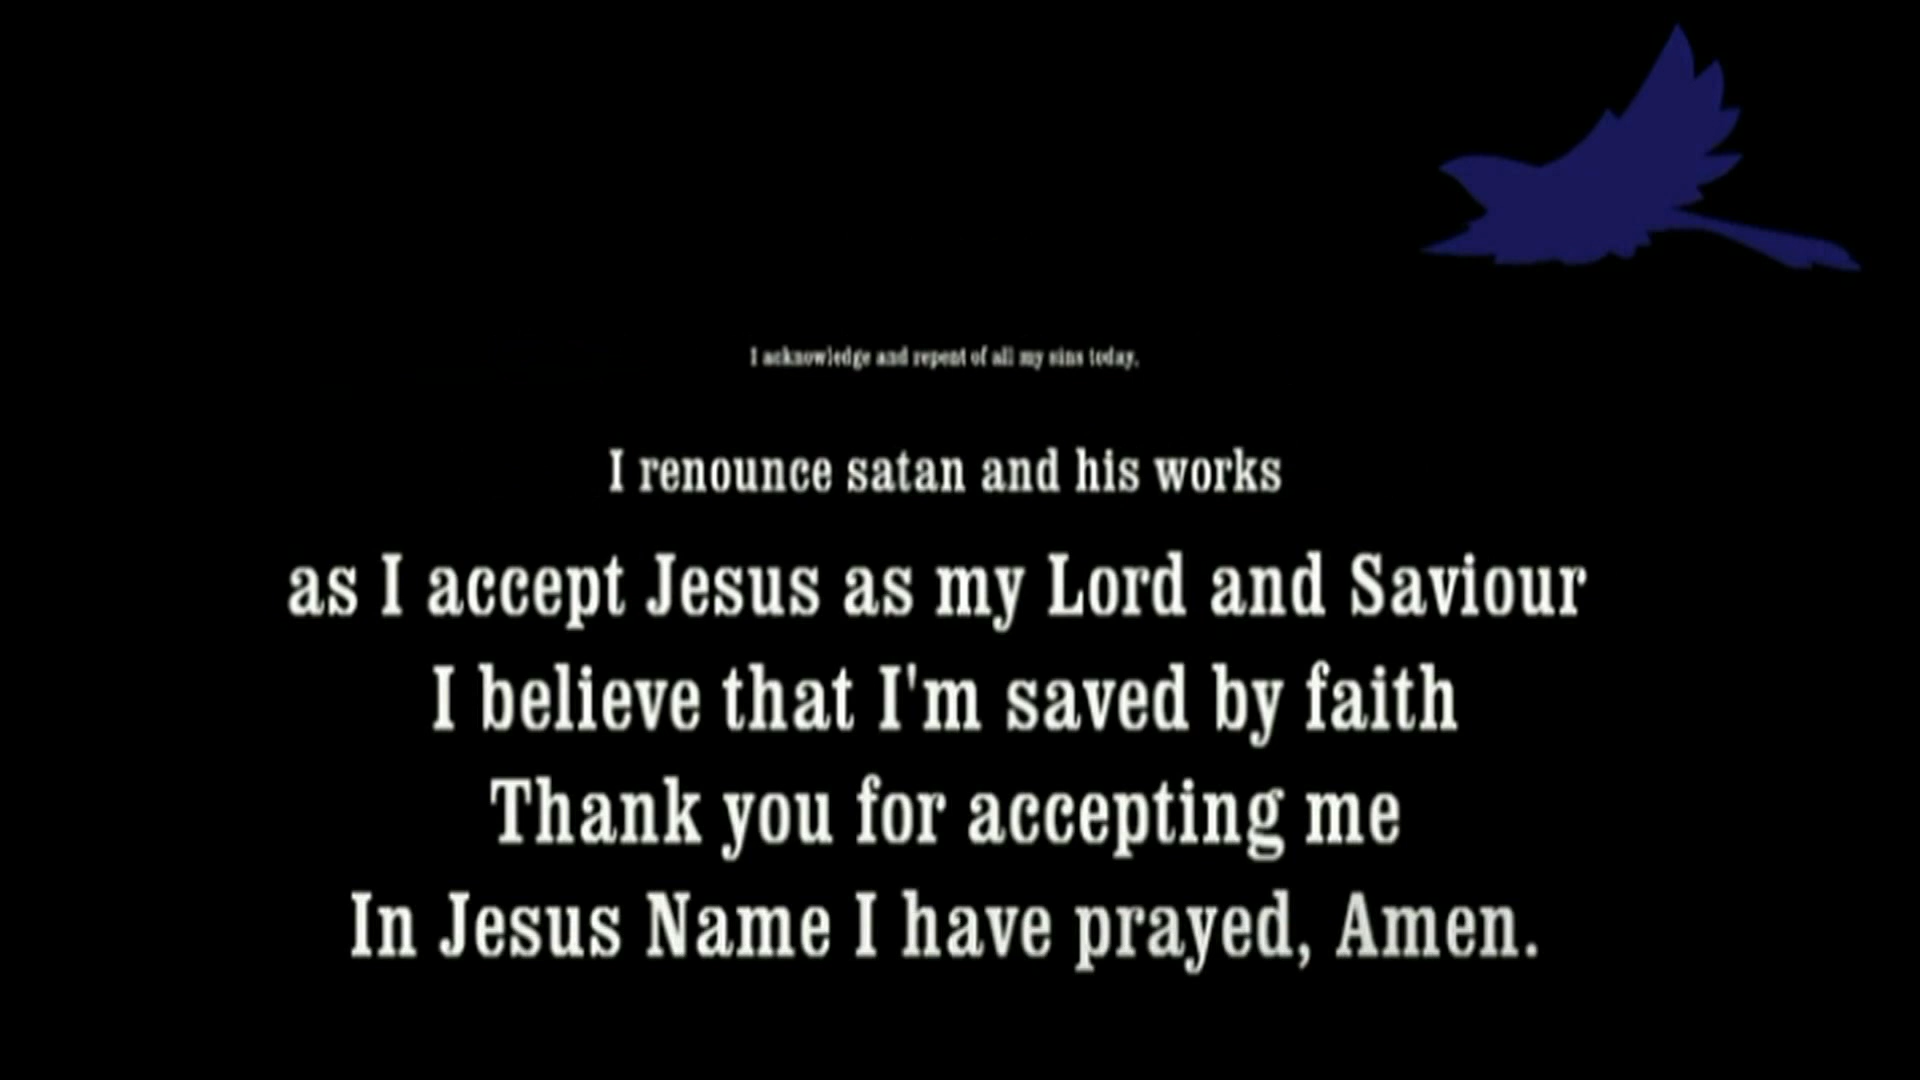 I acknowledge and repent of all my sins today,
I renounce satan and his works
as I accept Jesus as my Lord and Saviour
I believe that I'm saved by faith
Thank you for accepting me
In Jesus Name I have prayed, Amen.